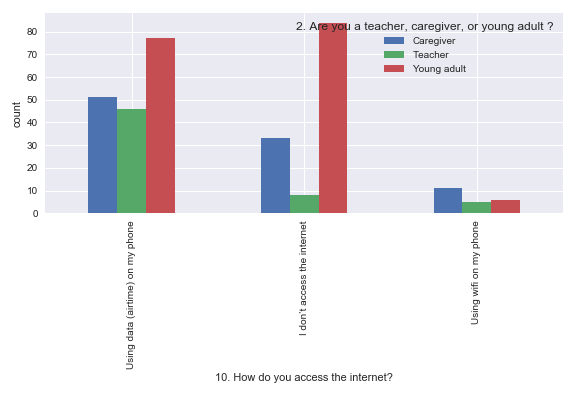 2. Are you a teacher, caregiver, or young adult ?
Caregiver
Teacher
Young adult
count
80
70
60
50
40
30
20
10
0
Using data (airtime) on my phone
I don't access the internet
Using wifi on my phone
10. How do you access the internet?